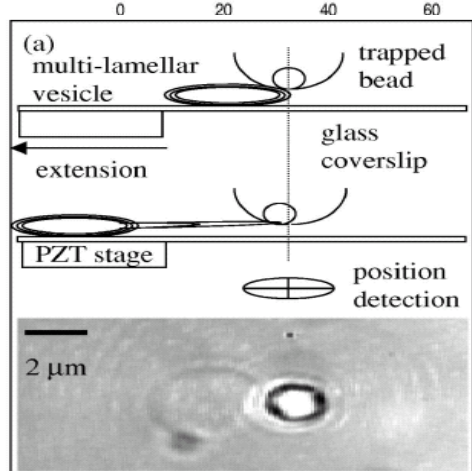 0 20 40 60
(a)
trapped
bead
multi-lamellar
vesicle
glass
coverslip
extension
PZT stage
position
detection
2 μm